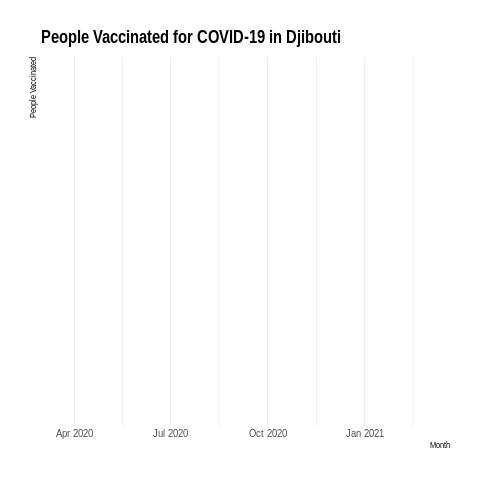 People Vaccinated for COVID-19 in Djibouti
People Vaccinated
Apr 2020 Jul 2020 Oct 2020 Jan 2021
Month